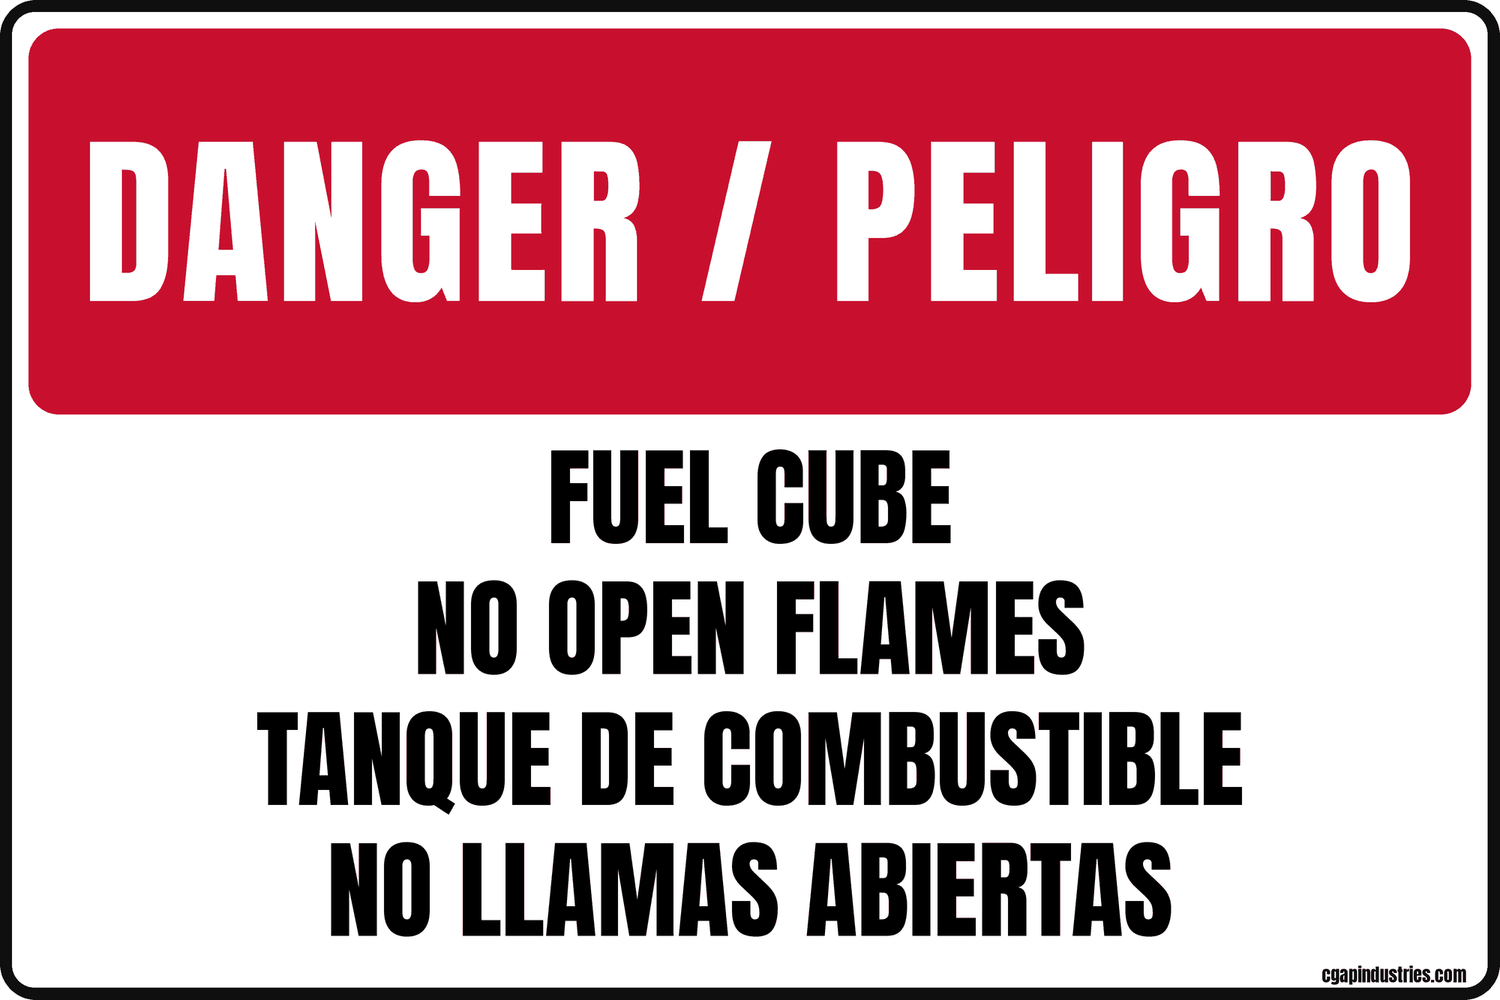 DANGER / PELIGRO
FUEL CUBE
NO OPEN FLAMES
TANQUE DE COMBUSTIBLE
NO LLAMAS ABIERTAS
cgapindustries.com